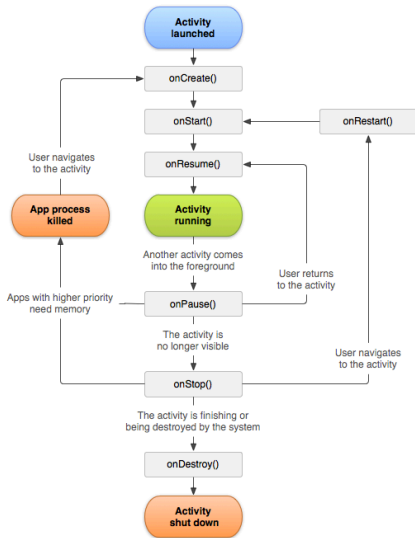 Activity
launched
onCreate()
onStart()
onRestart()
User navigates
to the activity
onResume()
App process
killed
Activity
running
Another activity comes
into the foreground
User returns
to the activity
Apps with higher priority
need memory
onPause()
The activity is
no longer visible
User navigates
to the activity
onStop()
The activity is finishing or
being destroyed by the system
onDestroy()
Activity
shut down